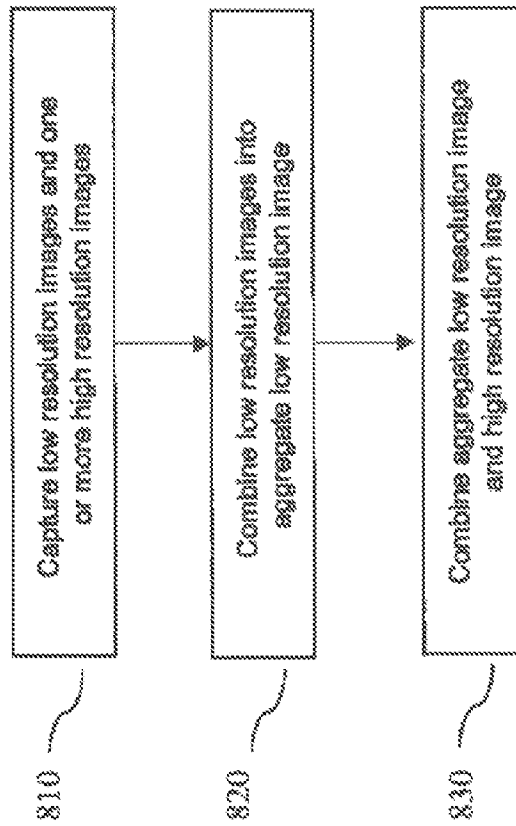 810
Capture low resolution images and one
or more high resolution images
820
Combine low resolution images into
aggregate low resolution image
830
Combine aggregate low resolution image
and high resolution image